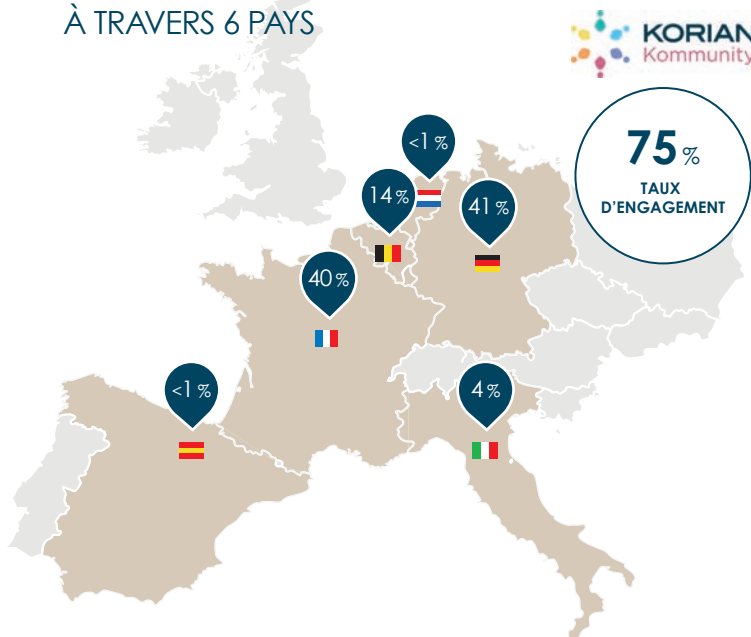 À TRAVERS 6 PAYS
KORIAN
Kommunity
75 %
TAUX
D'ENGAGEMENT
<1 %
14 %
41 %
40 %
<1 %
4 %